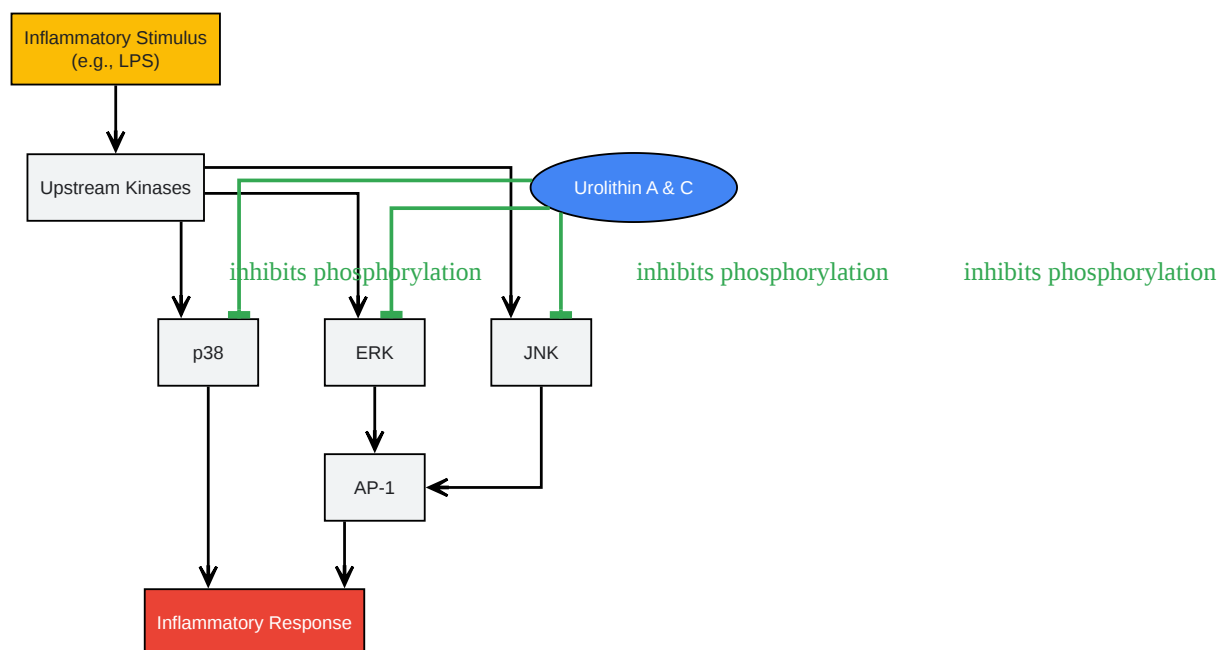 Inflammatory Stimulus
(e.g., LPS)
Upstream Kinases
Urolithin A & C
inhibits phosphorylation
inhibits phosphorylation
inhibits phosphorylation
p38
ERK
JNK
AP-1
Inflammatory Response